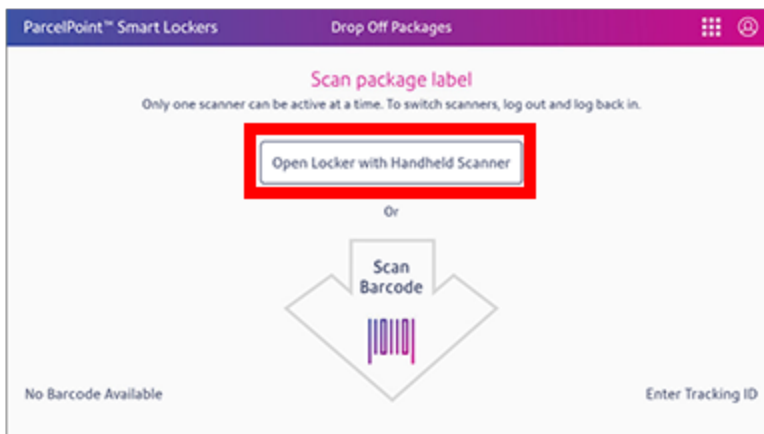 ParcelPoint™ Smart Lockers
Drop Off Packages
Scan package label
Only one scanner can be active at a time. To switch scanners, log out and log back in.
Open Locker with Handheld Scanner
Or
Scan
Barcode
No Barcode Available
Enter Tracking ID